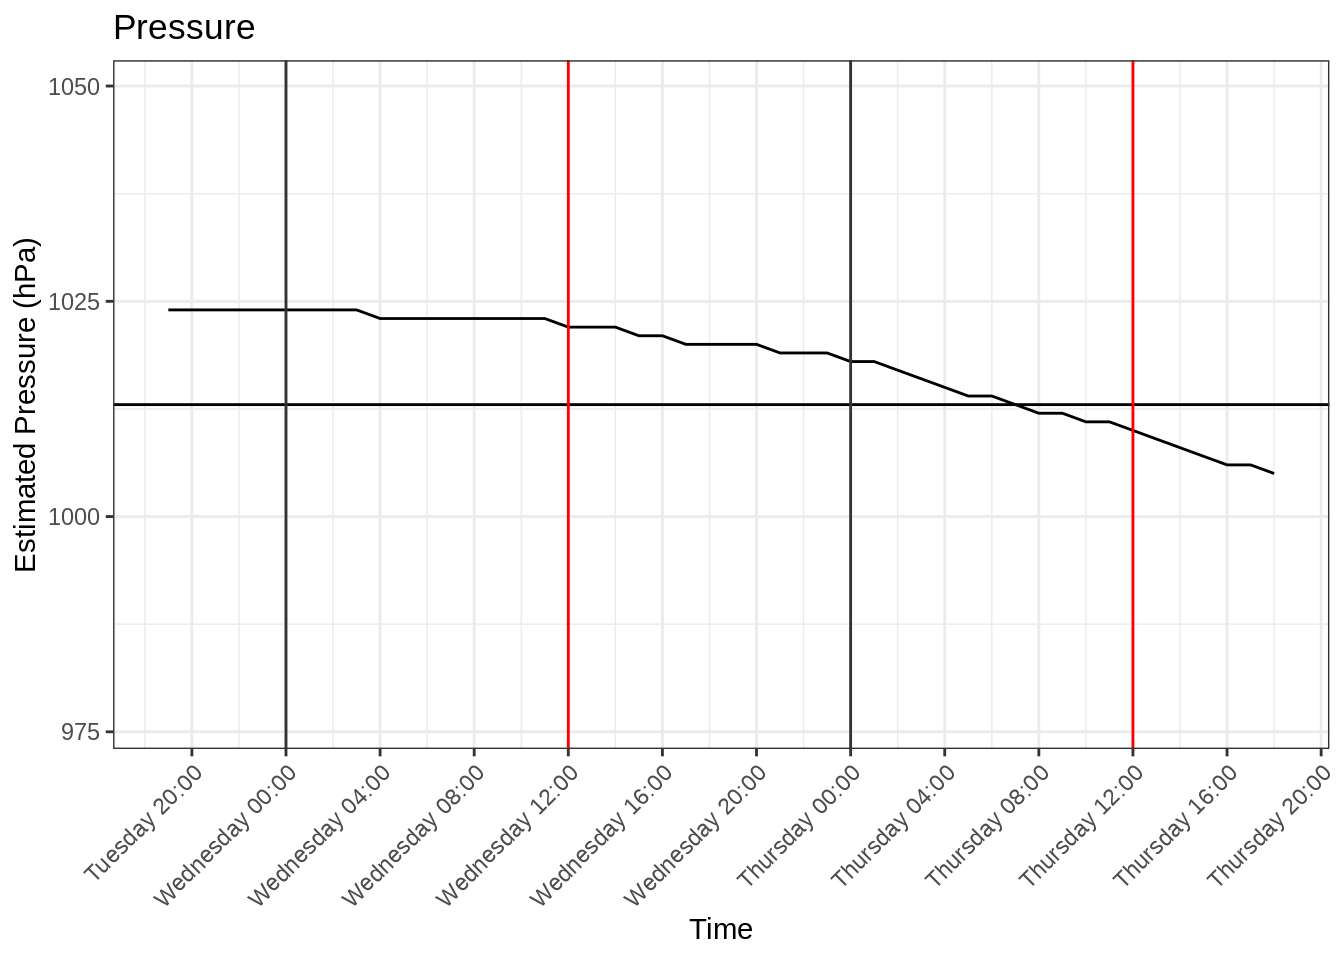 Pressure
Estimated Pressure (hPa)
1050
1025
1000
975
Tuesday 20:00
Wednesday 00:00
Wednesday 04:00
Wednesday 08:00
Wednesday 12:00
Wednesday 16:00
Wednesday 20:00
Thursday 00:00
Thursday 04:00
Thursday 08:00
Thursday 12:00
Thursday 16:00
Thursday 20:00
Time